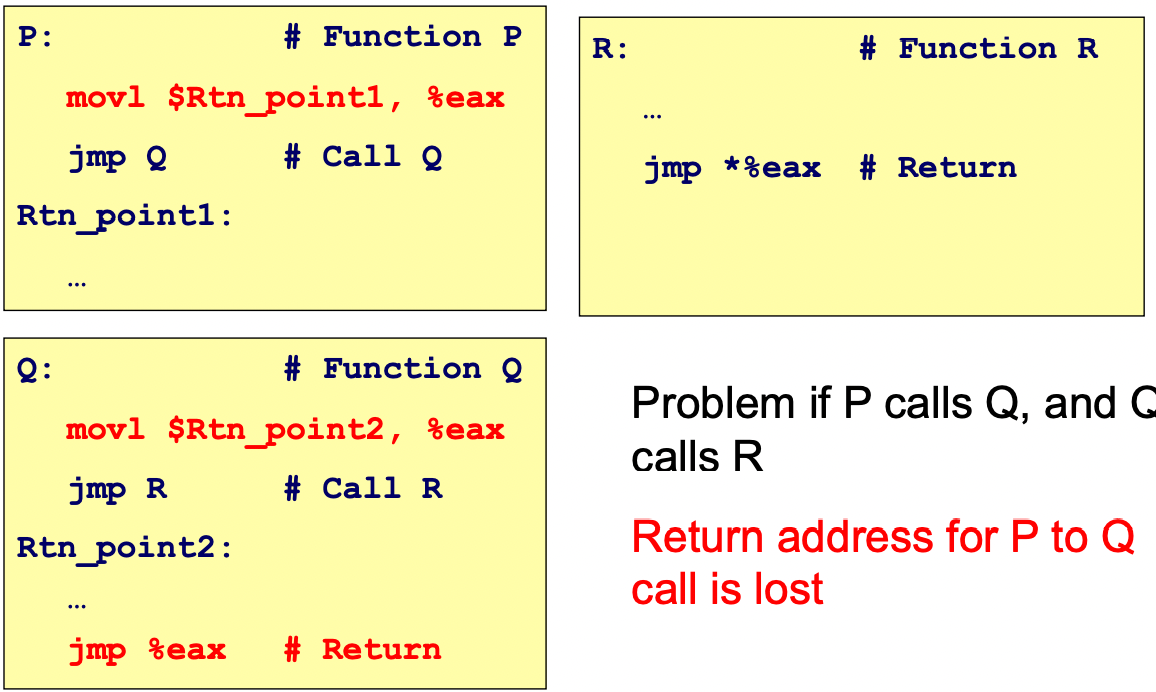 P: # Function P
movl $Rtn_point1, %eax
jmp Q # Call Q
Rtn_point1:
…
R: # Function R
…
jmp *%eax # Return
Q: # Function Q
movl $Rtn_point2, %eax
jmp R # Call R
Rtn_point2:
…
jmp %eax # Return
Problem if P calls Q, and Q
calls R
Return address for P to Q
call is lost